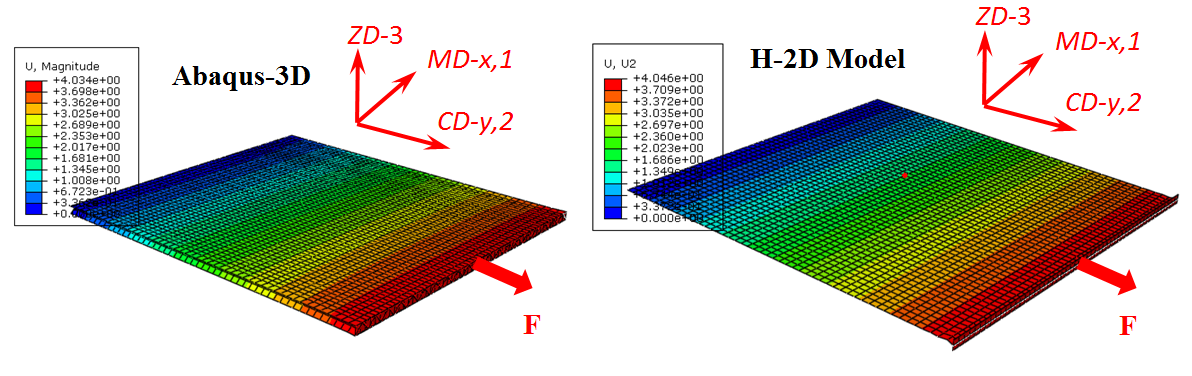 Abaqus-3D
U, Magnitude
+4.034e+00
+3.698e+00
+3.362e+00
+3.025e+00
+2.689e+00
+2.353e+00
+2.017e+00
+1.681e+00
+1.345e+00
+1.008e+00
+6.723e-01
ZD-3
MD-x,1
CD-y,2
F
H-2D Model
U, U2
+4.046e+00
+3.709e+00
+3.372e+00
+3.035e+00
+2.697e+00
+2.360e+00
+2.023e+00
+1.686e+00
+1.349e+00
+0.000e+00
ZD-3
MD-x,1
CD-y,2
F